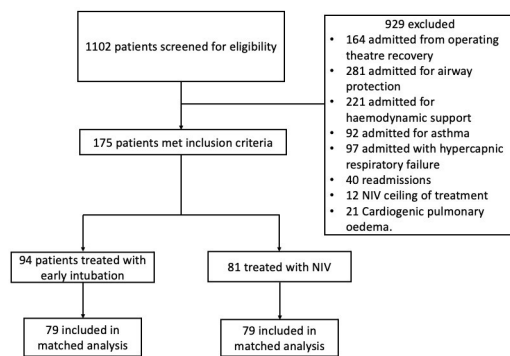 1102 patients screened for eligibility
929 excluded
• 164 admitted from operating
theatre recovery
• 281 admitted for airway
protection
• 221 admitted for
haemodynamic support
• 92 admitted for asthma
• 97 admitted with hypercapnic
respiratory failure
• 40 readmissions
• 12 NIV ceiling of treatment
• 21 Cardiogenic pulmonary
oedema.
175 patients met inclusion criteria
94 patients treated with
early intubation
81 treated with NIV
79 included in
matched analysis
79 included in
matched analysis